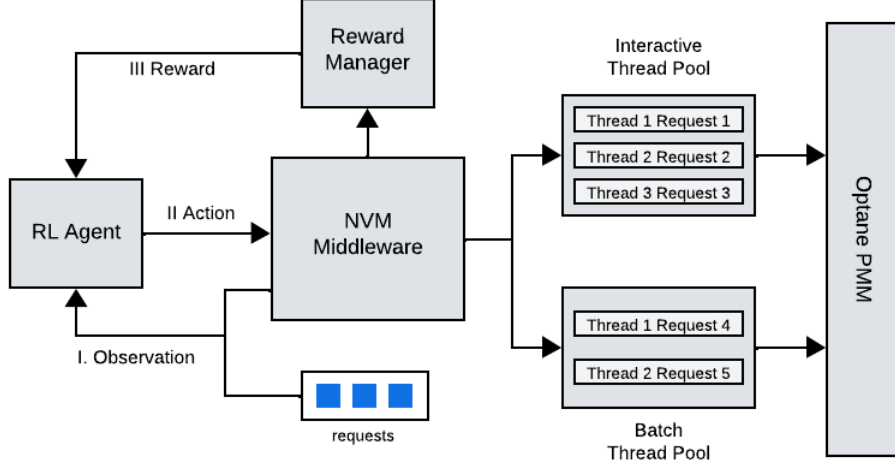 Reward
Manager
III Reward
RL Agent
II Action
NVM
Middleware
I. Observation
requests
Interactive
Thread Pool
Thread 1 Request 1
Thread 2 Request 2
Thread 3 Request 3
Thread 1 Request 4
Thread 2 Request 5
Batch
Thread Pool
Optane PMM